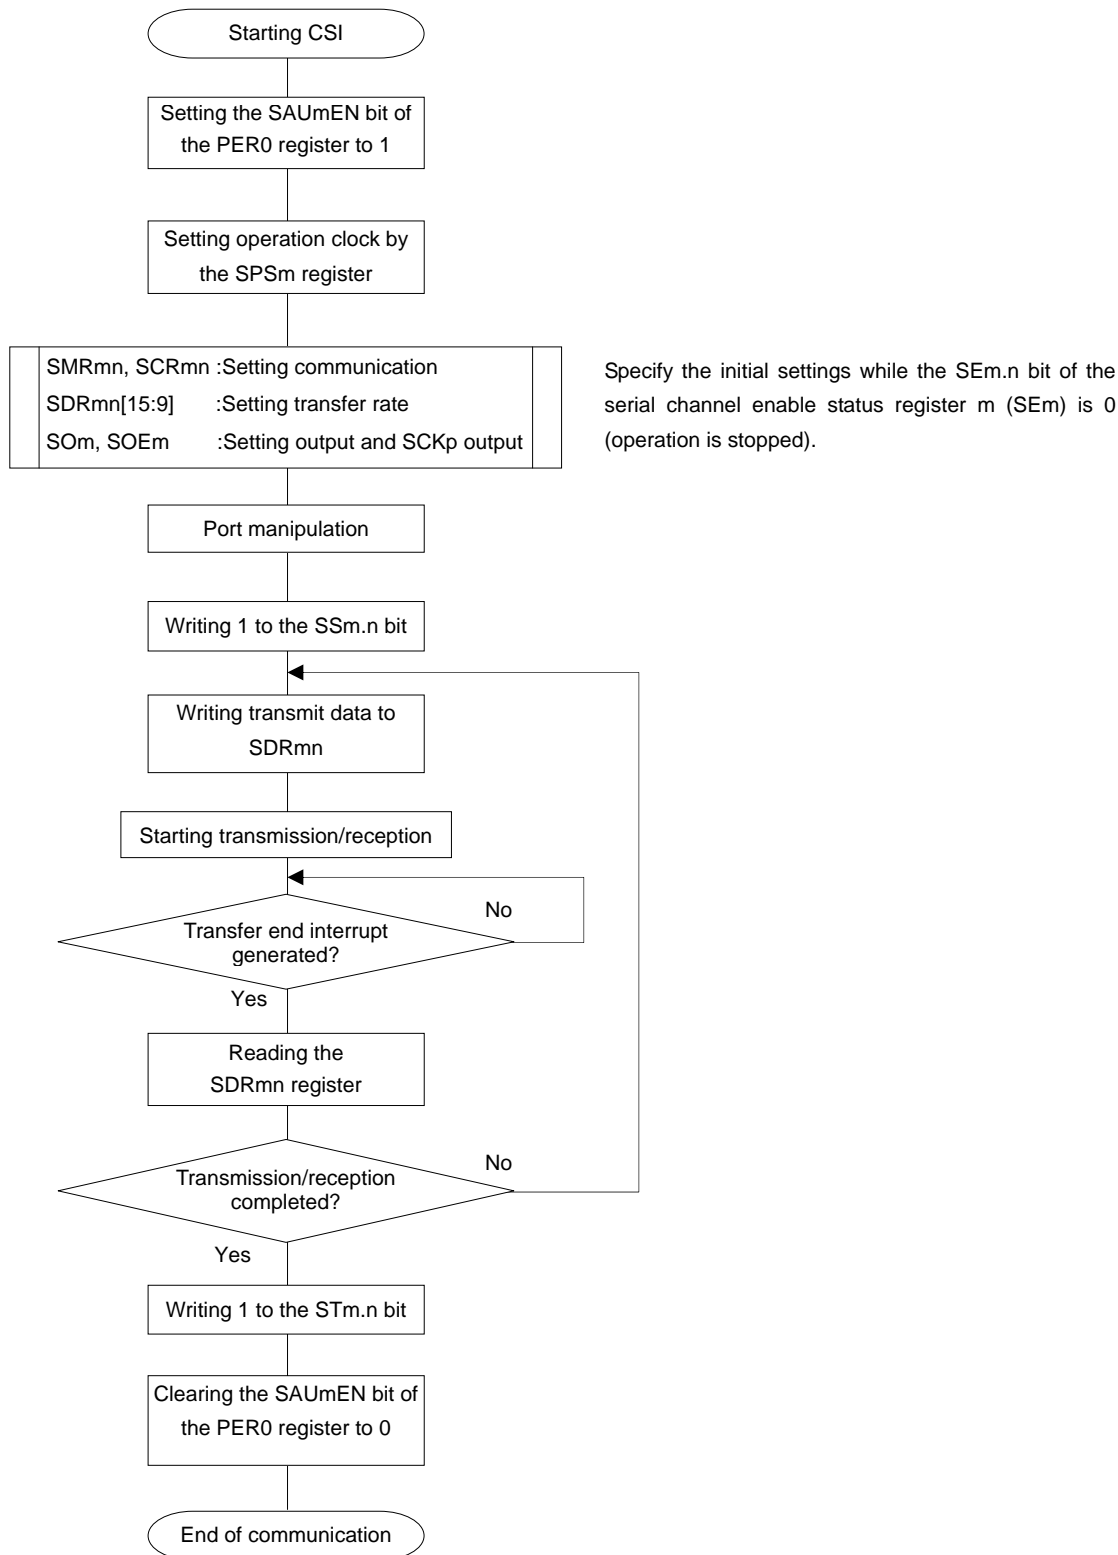 Starting CSI
Setting the SAUmEN bit of
the PER0 register to 1
Setting operation clock by
the SPSm register
SMRmn, SCRmn :Setting communication
SDRmn[15:9] :Setting transfer rate
SOm, SOEm :Setting output and SCKp output
Specify the initial settings while the SEm.n bit of the
serial channel enable status register m (SEm) is 0
(operation is stopped).
Port manipulation
Writing 1 to the SSm.n bit
Writing transmit data to
SDRmn
Starting transmission/reception
No
Transfer end interrupt
generated?
Yes
Reading the
SDRmn register
No
Transmission/reception
completed?
Yes
Writing 1 to the STm.n bit
Clearing the SAUmEN bit of
the PER0 register to 0
End of communication